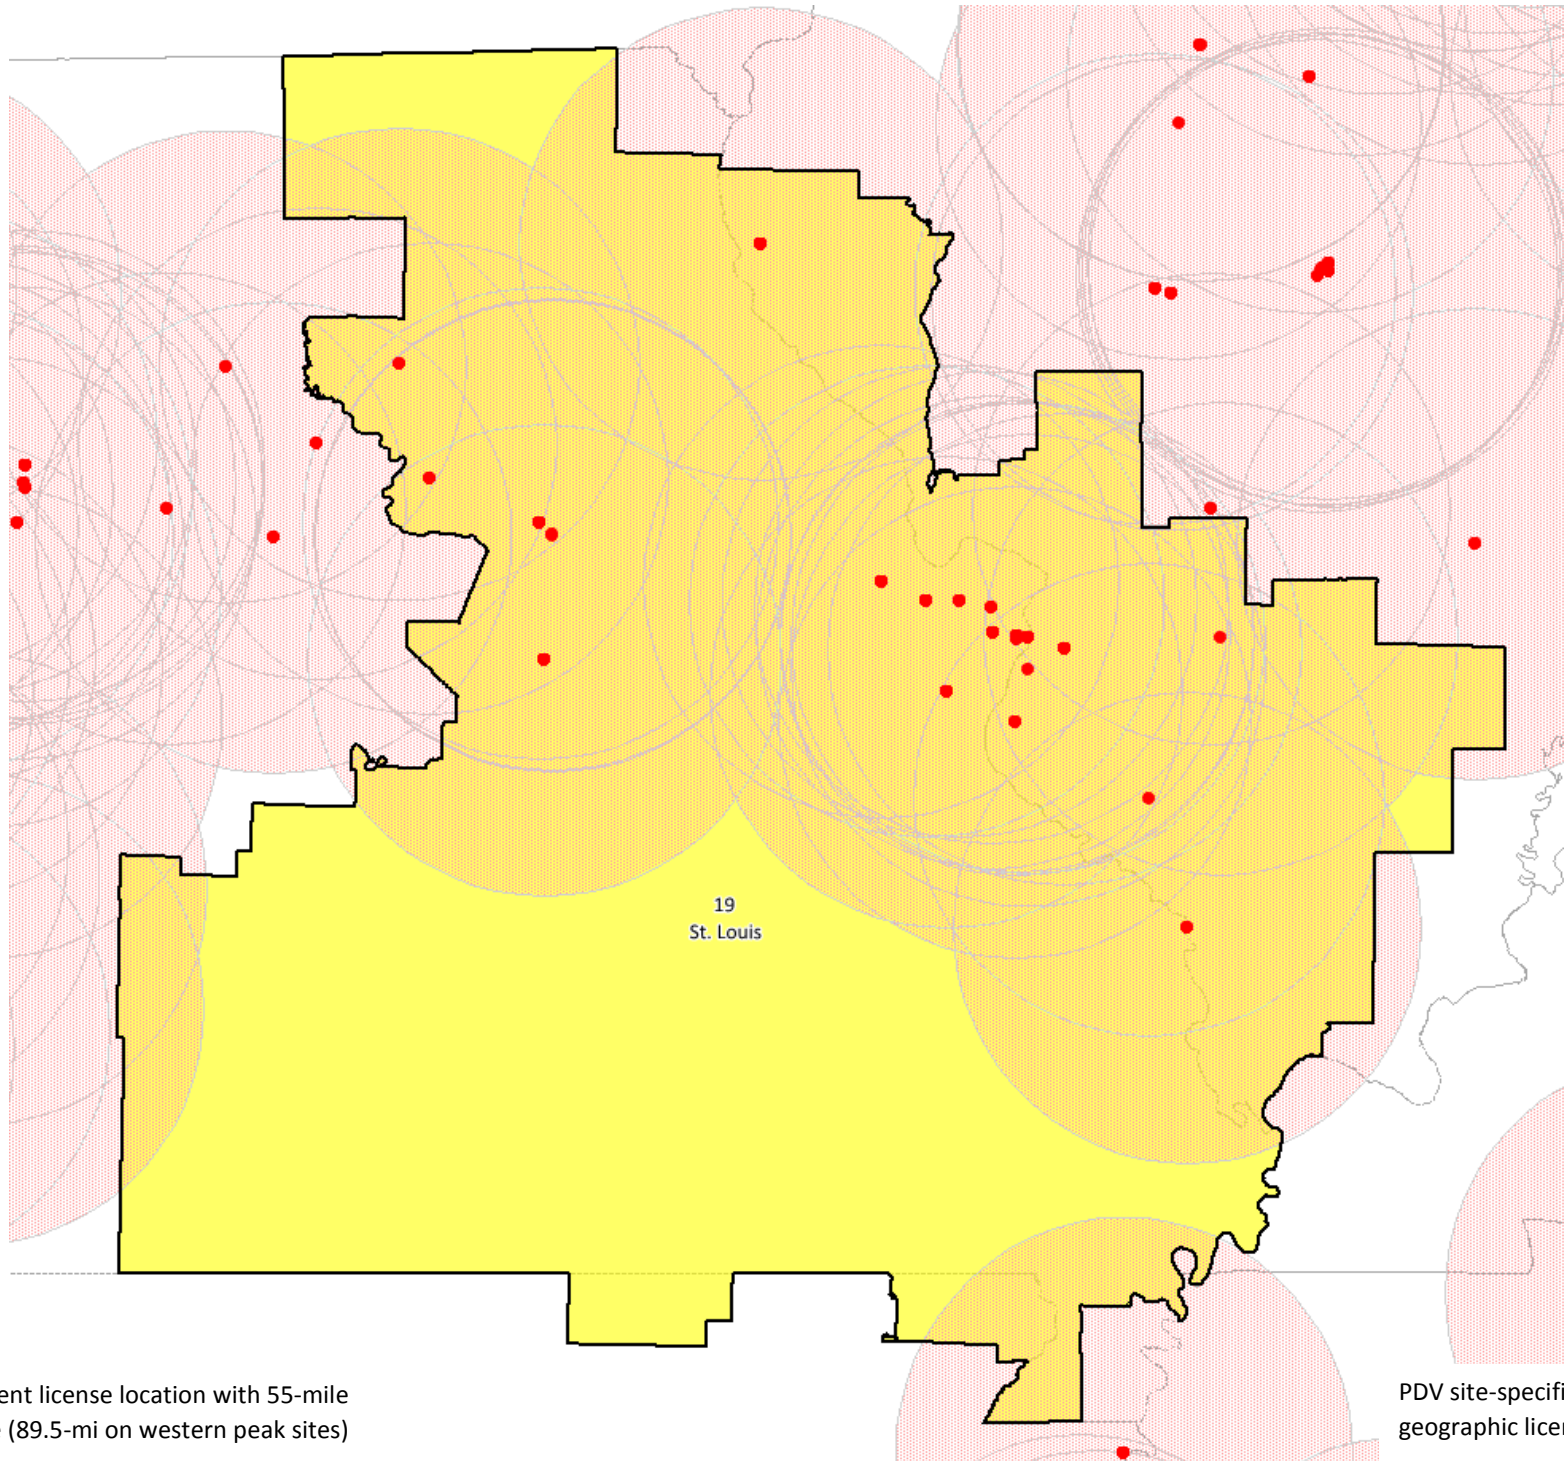 19
St. Louis
ent license location with 55-mile
(89.5-mi on western peak sites)
PDV site-specifi
geographic licen